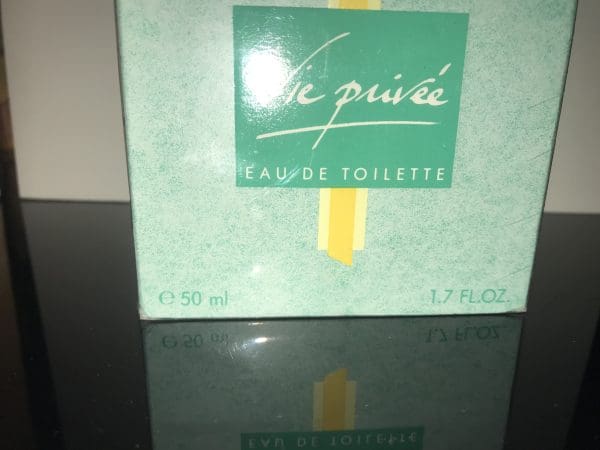 Vie privée
EAU DE TOILETTE
℮ 50 ml
1.7 FL.OZ.